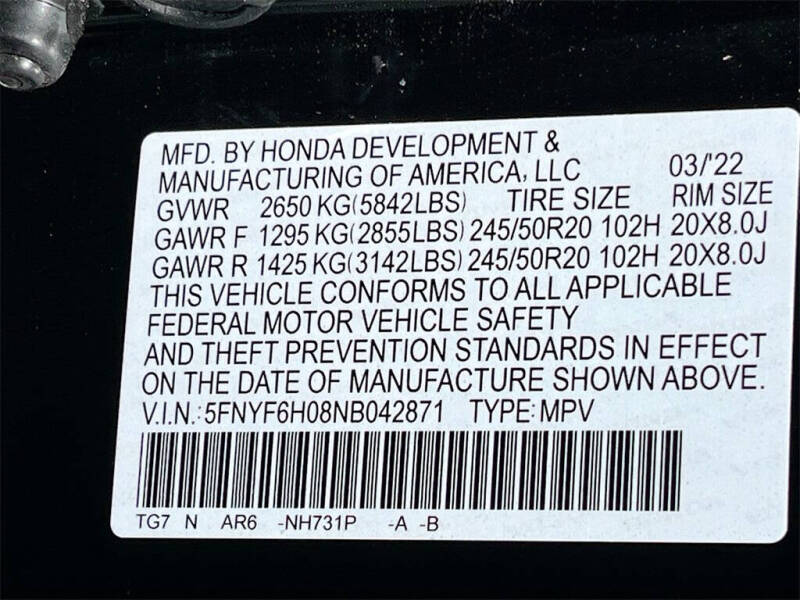 MFD. BY HONDA DEVELOPMENT &
MANUFACTURING OF AMERICA, LLC 03/'22
GVWR 2650 KG(5842LBS) TIRE SIZE RIM SIZE
GAWR F 1295 KG(2855LBS) 245/50R20 102H 20X8.0J
GAWR R 1425 KG(3142LBS) 245/50R20 102H 20X8.0J
THIS VEHICLE CONFORMS TO ALL APPLICABLE
FEDERAL MOTOR VEHICLE SAFETY
AND THEFT PREVENTION STANDARDS IN EFFECT
ON THE DATE OF MANUFACTURE SHOWN ABOVE.
V.I.N.:5FNYF6H08NB042871 TYPE:MPV
TG7 N AR6 -NH731P -A -B